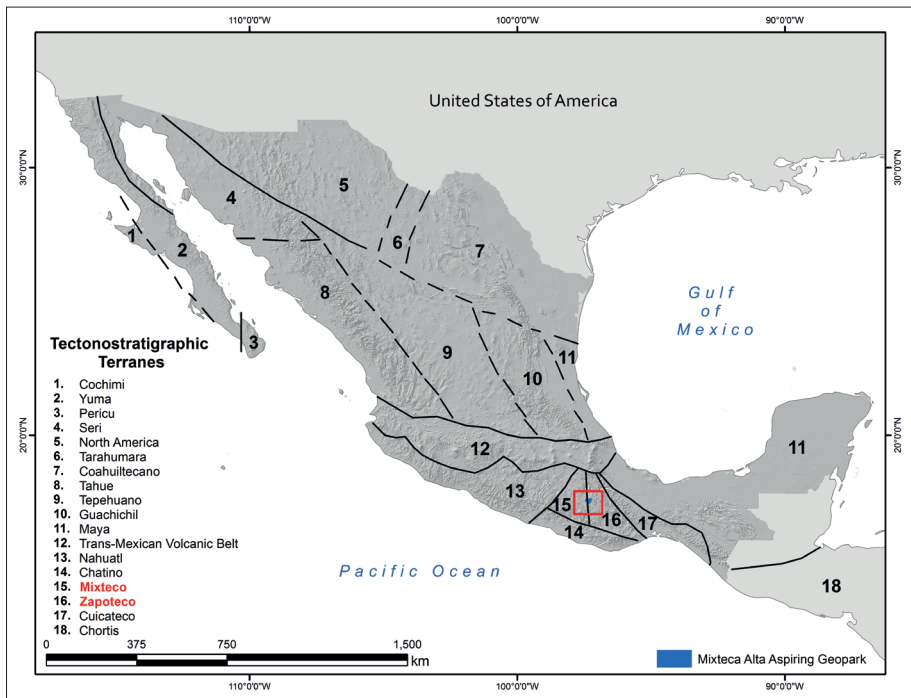 110°0'0"W 100°0'0"W 90°0'0"W
United States of America
30°0'0"N 30°0'0"N
5
4
6
7
1
2
8
Gulf
of
Mexico
3
Tectonostratigraphic
Terranes
9
11
10
1. Cochimi
2. Yuma
3. Pericu
4. Seri
5. North America
6. Tarahumara
7. Coahuiltecano
8. Tahue
9. Tepehuano
10. Guachichil
11. Maya
12. Trans-Mexican Volcanic Belt
13. Nahuatl
14. Chatino
15. Mixteco
16. Zapoteco
17. Cuicateco
18. Chortis
20°0'0"N 20°0'0"N
12
11
13
15
16
17
14
Pacific Ocean
18
0 375 750 1,500
km
Mixteca Alta Aspiring Geopark
110°0'0"W 100°0'0"W 90°0'0"W